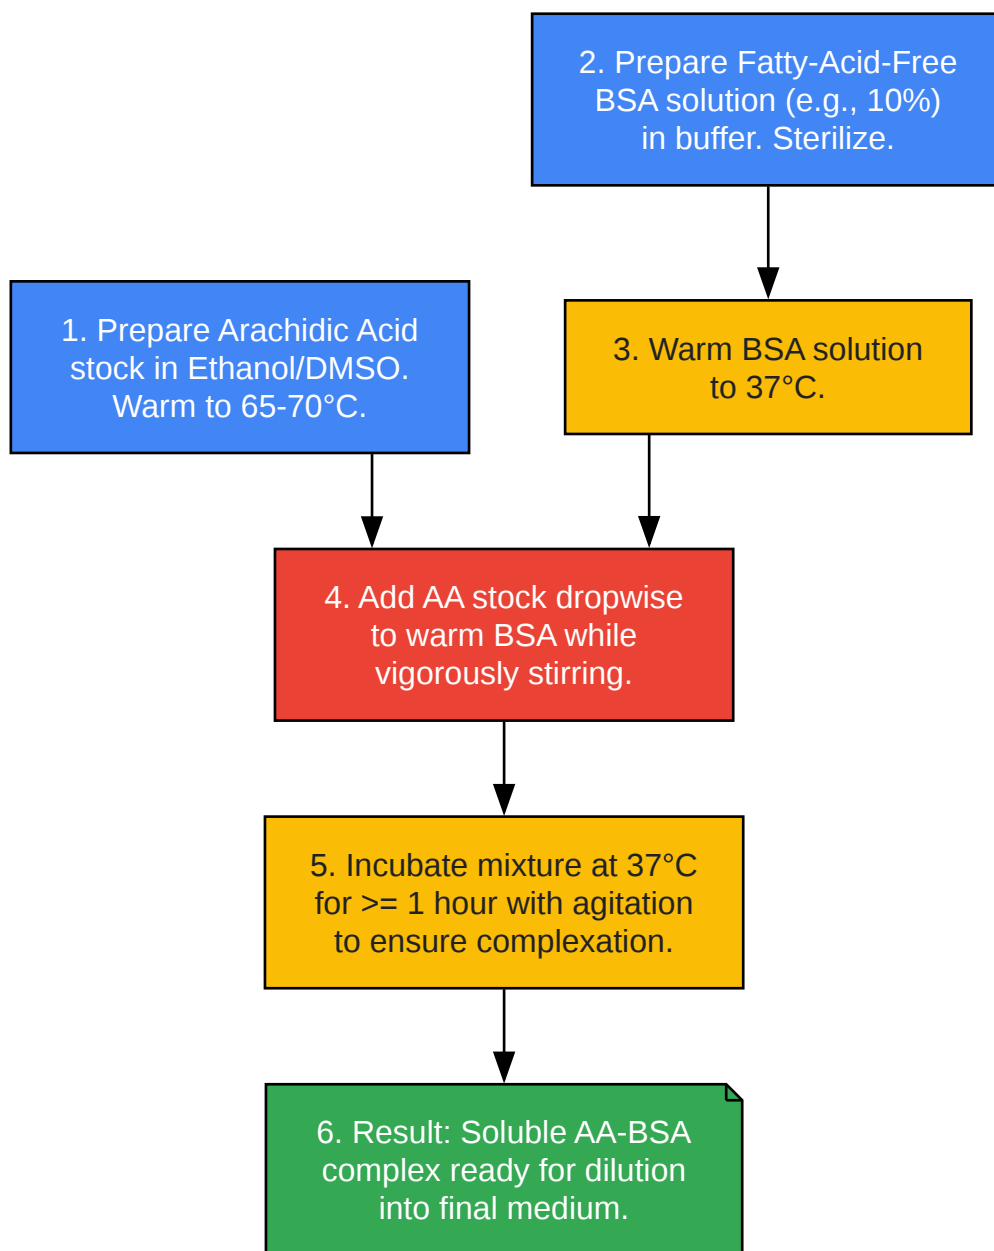 2. Prepare Fatty-Acid-Free
BSA solution (e.g., 10%)
in buffer. Sterilize.
1. Prepare Arachidic Acid
stock in Ethanol/DMSO.
Warm to 65-70°C.
3. Warm BSA solution
to 37°C.
4. Add AA stock dropwise
to warm BSA while
vigorously stirring.
5. Incubate mixture at 37°C
for >= 1 hour with agitation
to ensure complexation.
6. Result: Soluble AA-BSA
complex ready for dilution
into final medium.